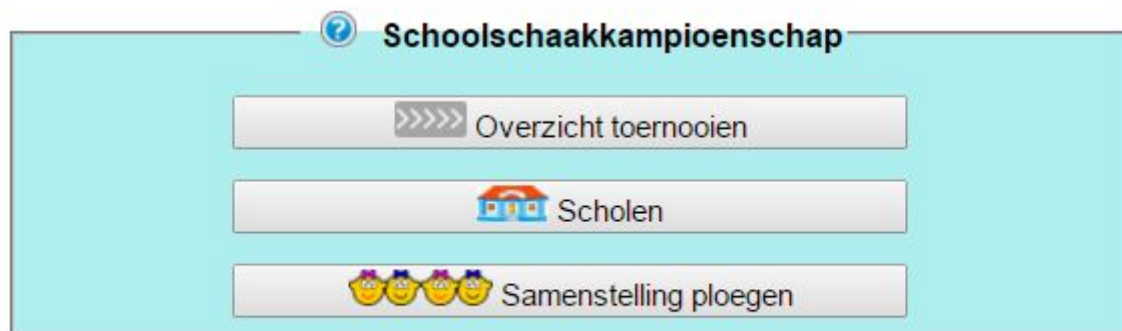 Schoolschaakkampioenschap
Overzicht toernooien
Scholen
Samenstelling ploegen